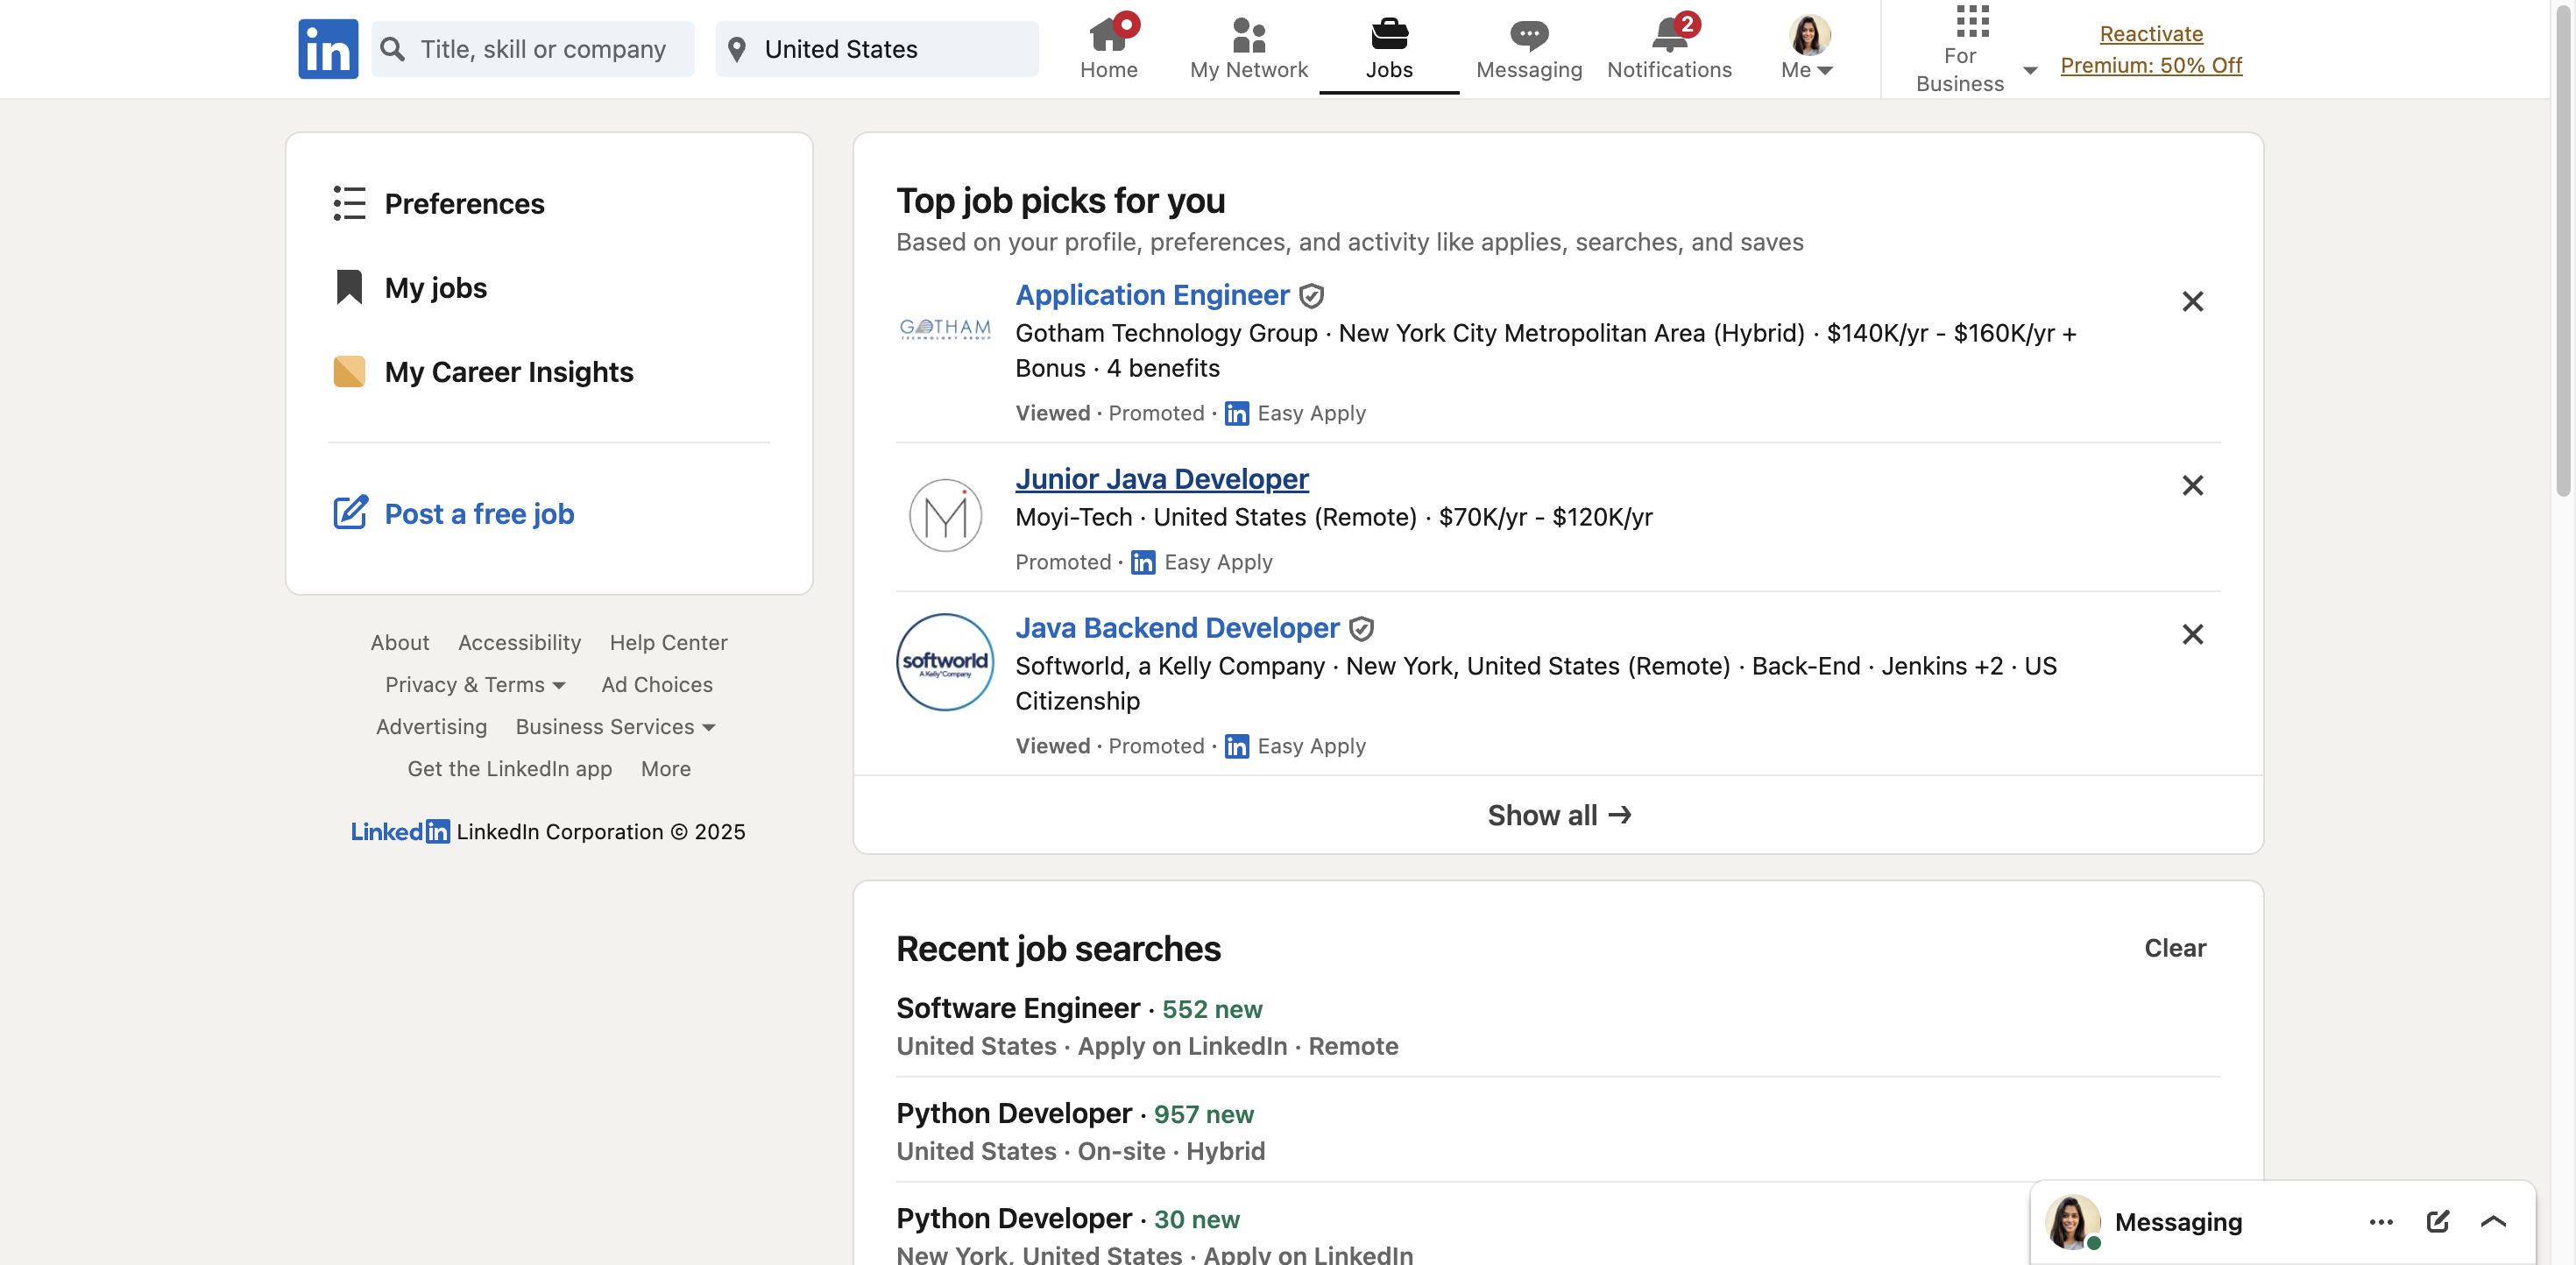 in
Title, skill or company
United States
Home
My Network
Jobs
Messaging
2
Notifications
Me
For
Business
Reactivate
Premium: 50% Off
Preferences
My jobs
My Career Insights
Post a free job
About Accessibility Help Center
Privacy & Terms Ad Choices
Advertising Business Services
Get the LinkedIn app More
LinkedIn LinkedIn Corporation © 2025
Top job picks for you
Based on your profile, preferences, and activity like applies, searches, and saves
GOTHAM
TECHNOLOGY GROUP
Application Engineer
Gotham Technology Group · New York City Metropolitan Area (Hybrid) · $140K/yr - $160K/yr +
Bonus · 4 benefits
Viewed · Promoted · in Easy Apply
M
Junior Java Developer
Moyi-Tech · United States (Remote) · $70K/yr - $120K/yr
Promoted · in Easy Apply
softworld
A Kelly Company
Java Backend Developer
Softworld, a Kelly Company · New York, United States (Remote) · Back-End · Jenkins +2 · US
Citizenship
Viewed · Promoted · in Easy Apply
Show all →
Recent job searches
Clear
Software Engineer · 552 new
United States · Apply on LinkedIn · Remote
Python Developer · 957 new
United States · On-site · Hybrid
Python Developer · 30 new
New York, United States · Apply on LinkedIn
Messaging